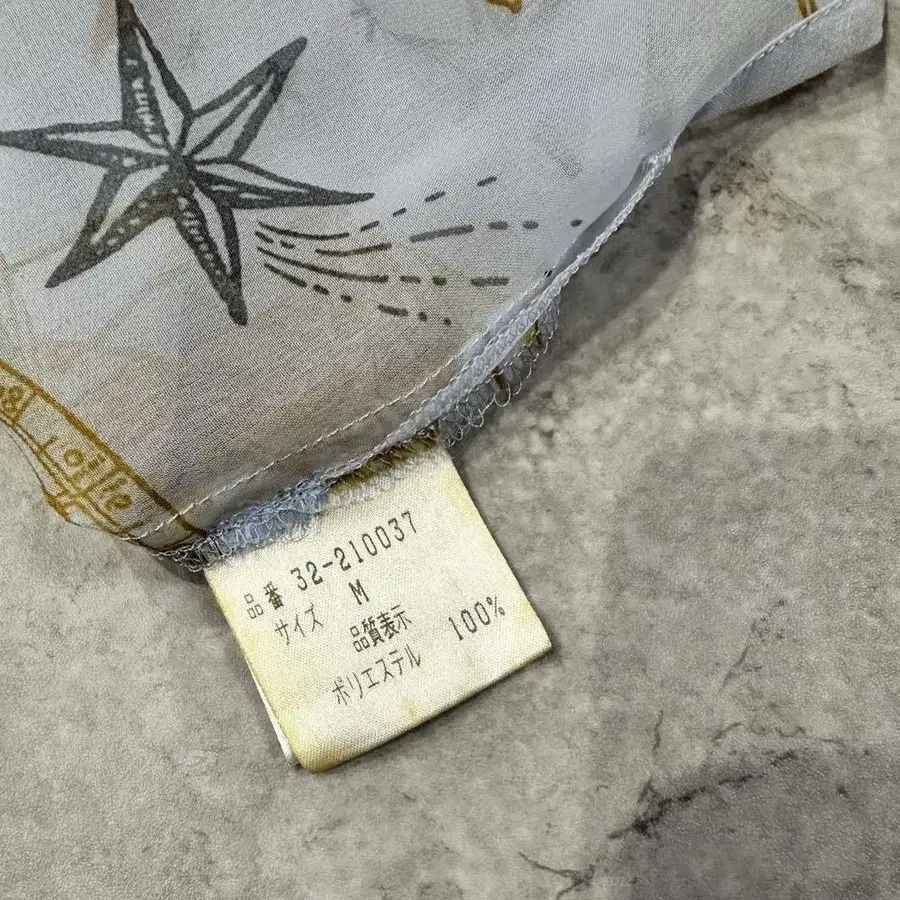 品番 32-210037
サイズ M
品質表示
ポリエステル 100%